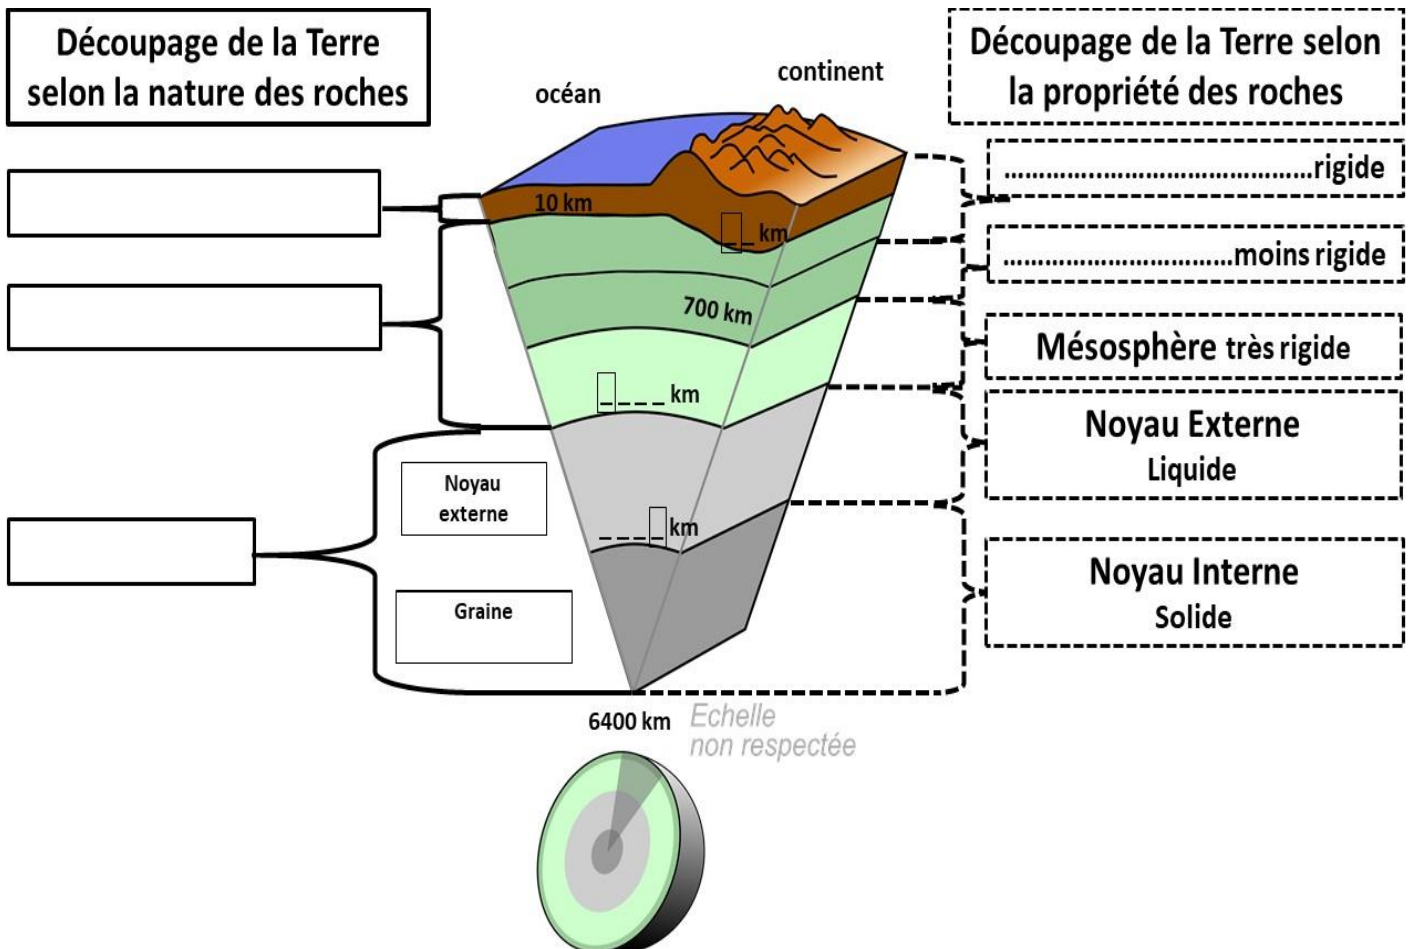 Découpage de la Terre
selon la nature des roches
Découpage de la Terre selon
la propriété des roches
continent
océan
……………..………………………rigide
10 km
_ _ km
……………………………moins rigide
700 km
Mésosphère très rigide
_ _ _ _ km
Noyau Externe
Liquide
Noyau
externe
_ _ _ _ km
Noyau Interne
Solide
Graine
6400 km
Echelle
non respectée